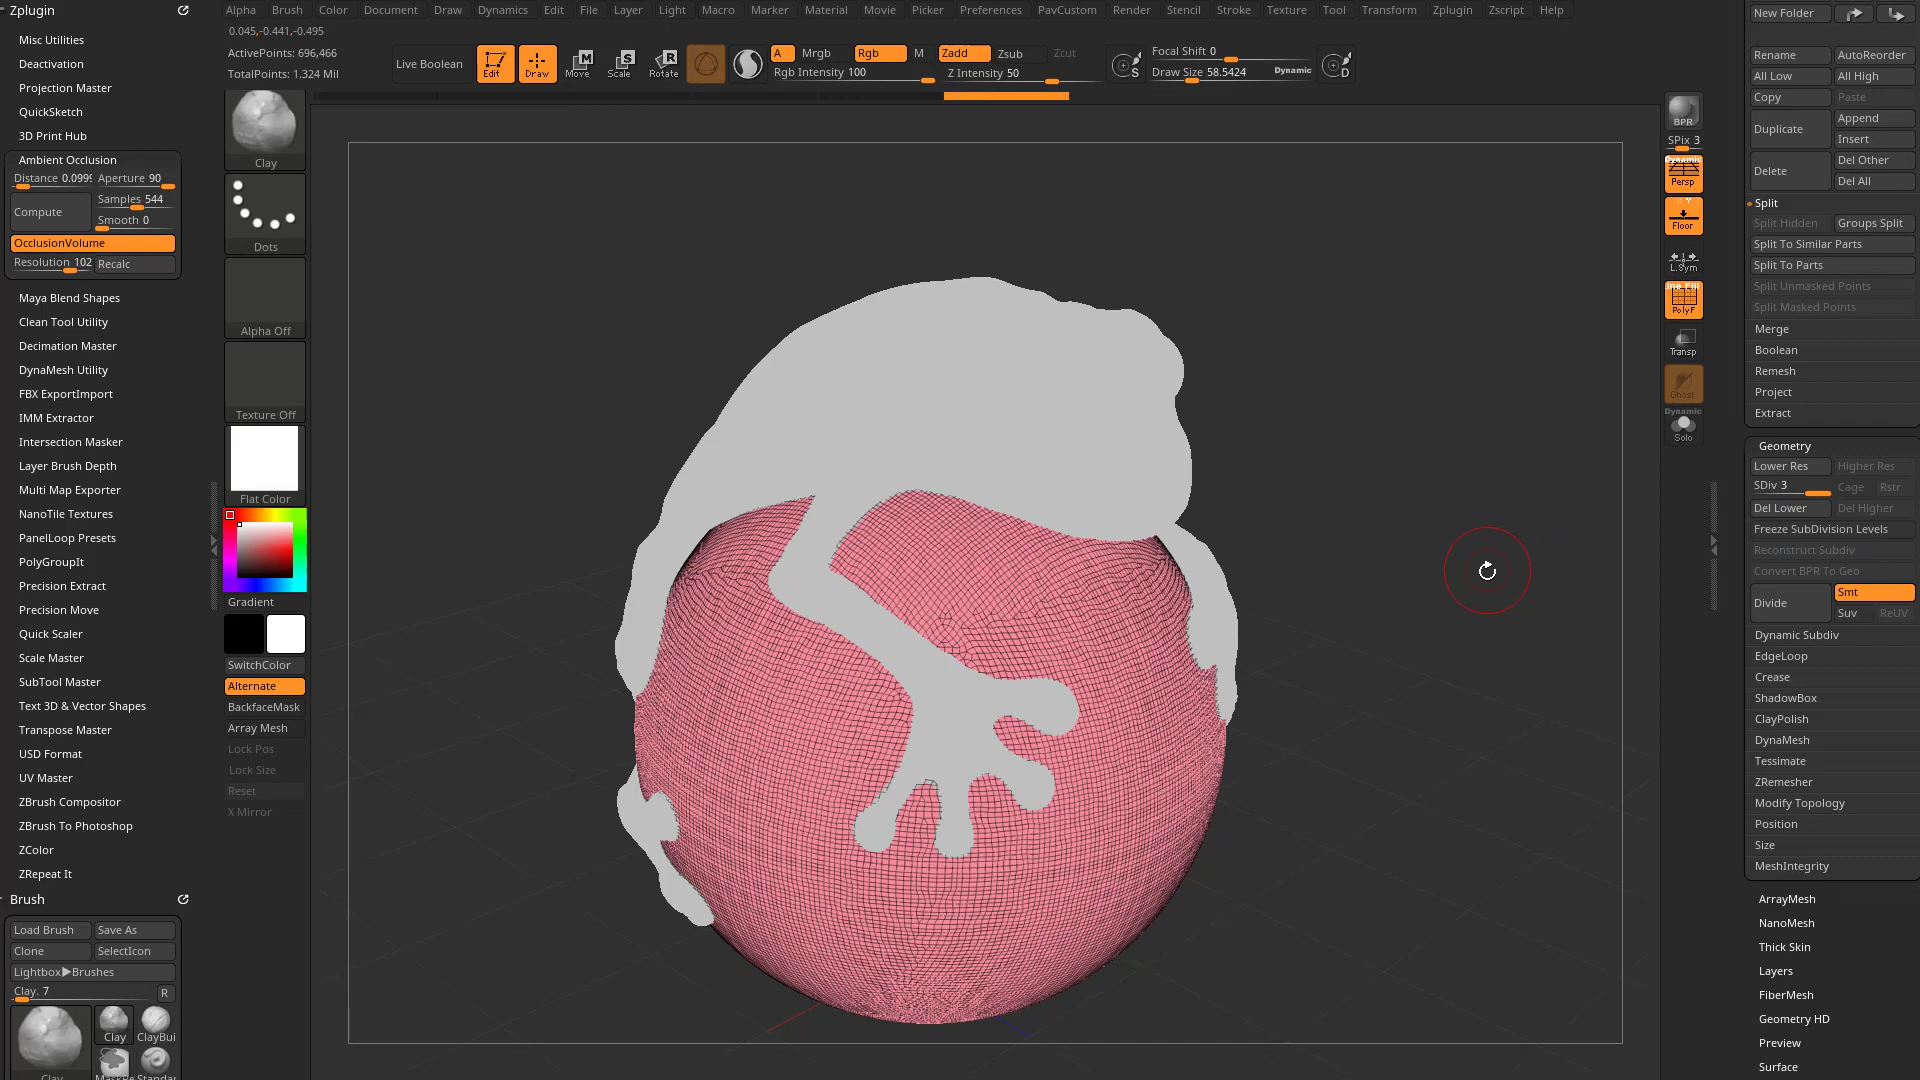 Zplugin
Misc Utilities
Deactivation
Projection Master
QuickSketch
3D Print Hub
Ambient Occlusion
Distance 0.099 Aperture 90
Compute
Samples 544
Smooth 0
OcclusionVolume
Resolution 102 Recalc
Maya Blend Shapes
Clean Tool Utility
Decimation Master
DynaMesh Utility
FBX ExportImport
IMM Extractor
Intersection Masker
Layer Brush Depth
Multi Map Exporter
NanoTile Textures
PanelLoop Presets
PolyGroupIt
Precision Extract
Precision Move
Quick Scaler
Scale Master
SubTool Master
Text 3D & Vector Shapes
Transpose Master
USD Format
UV Master
ZBrush Compositor
ZBrush To Photoshop
ZColor
ZRepeat It
Brush
Load Brush Save As
Clone SelectIcon
Lightbox▶Brushes
Clay. 7 R
Clay ClayBui
Clay Standa
Alpha Brush Color Document Draw Dynamics Edit File Layer Light Macro Marker Material Movie Picker Preferences PavCustom Render Stencil Stroke Texture Tool Transform Zplugin Zscript Help
0.045,-0.441,-0.495
ActivePoints: 696,466
TotalPoints: 1.324 Mil
Live Boolean
Edit
Draw
M
Move
S
Scale
R
Rotate
A Mrgb Rgb M Zadd Zsub Zcut
Rgb Intensity 100 Z Intensity 50
S
Focal Shift 0
Draw Size 58.5424 Dynamic
D
Clay
Dots
Alpha Off
Texture Off
Flat Color
Gradient
SwitchColor
Alternate
BackfaceMask
Array Mesh
Lock Pos
Lock Size
Reset
X Mirror
BPR
SPix 3
Dynamic
Persp
Floor
L.Sym
Line Fill
PolyF
Transp
Ghost
Dynamic
Solo
New Folder
Rename AutoReorder
All Low All High
Copy Paste
Duplicate
Append
Insert
Delete
Del Other
Del All
Split
Split Hidden Groups Split
Split To Similar Parts
Split To Parts
Split Unmasked Points
Split Masked Points
Merge
Boolean
Remesh
Project
Extract
Geometry
Lower Res Higher Res
SDiv 3 Cage Rstr
Del Lower Del Higher
Freeze SubDivision Levels
Reconstruct Subdiv
Convert BPR To Geo
Divide
Smt
Suv ReUV
Dynamic Subdiv
EdgeLoop
Crease
ShadowBox
ClayPolish
DynaMesh
Tessimate
ZRemesher
Modify Topology
Position
Size
MeshIntegrity
ArrayMesh
NanoMesh
Thick Skin
Layers
FiberMesh
Geometry HD
Preview
Surface